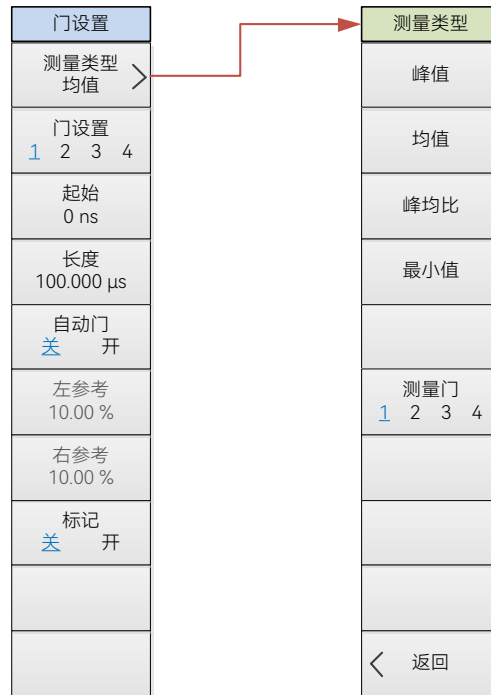 门设置
测量类型
均值
门设置
1 2 3 4
起始
0 ns
长度
100.000 μs
自动门
关 开
左参考
10.00 %
右参考
10.00 %
标记
关 开
测量类型
峰值
均值
峰均比
最小值
测量门
1 2 3 4
返回